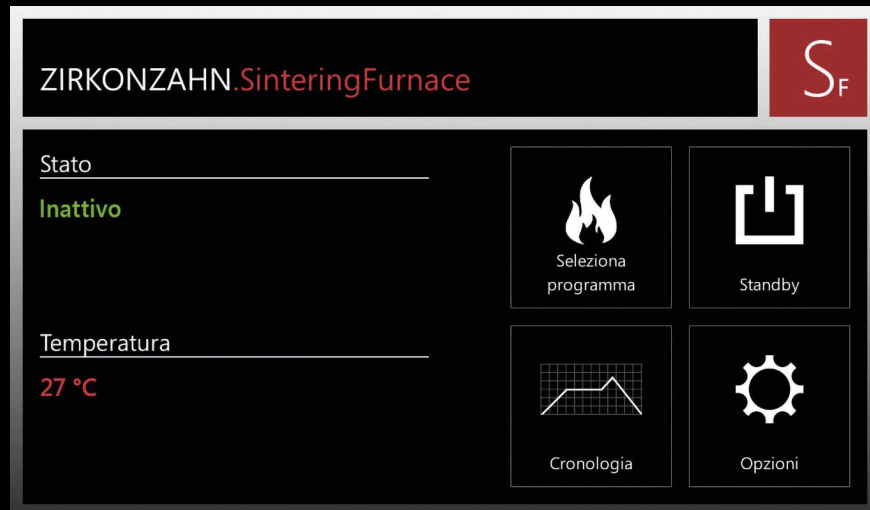 ZIRKONZAHN.SinteringFurnace
SF
Stato
Inattivo
Seleziona
programma
Standby
Temperatura
27 °C
Cronologia
Opzioni